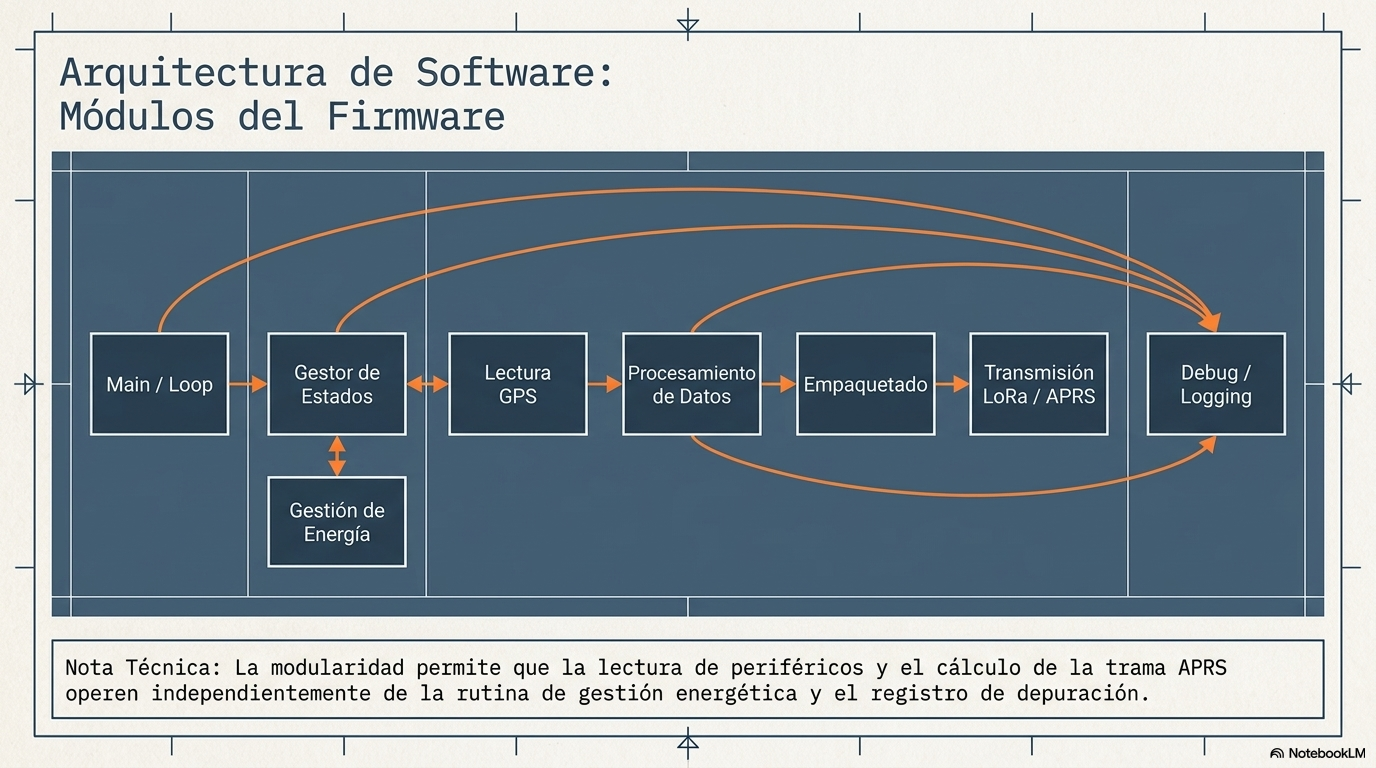 Arquitectura de Software:
Módulos del Firmware
Main / Loop
Gestor de
Estados
Lectura
GPS
Procesamiento
de Datos
Empaquetado
Transmisión
LoRa / APRS
Debug /
Logging
Gestión de
Energía
Nota Técnica: La modularidad permite que la lectura de periféricos y el cálculo de la trama APRS
operen independientemente de la rutina de gestión energética y el registro de depuración.
NotebookLM